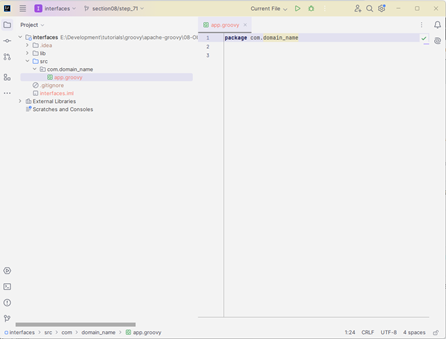 interfaces section08/step_71 Current File
Project
app.groovy
interfaces E:\Development\tutorials\groovy\apache-groovy\08-OI
1 package com.domain_name
.idea
2
lib
3
src
com.domain_name
app.groovy
.gitignore
interfaces.iml
External Libraries
Scratches and Consoles
interfaces > src > com > domain_name > app.groovy 1:24 CRLF UTF-8 4 spaces